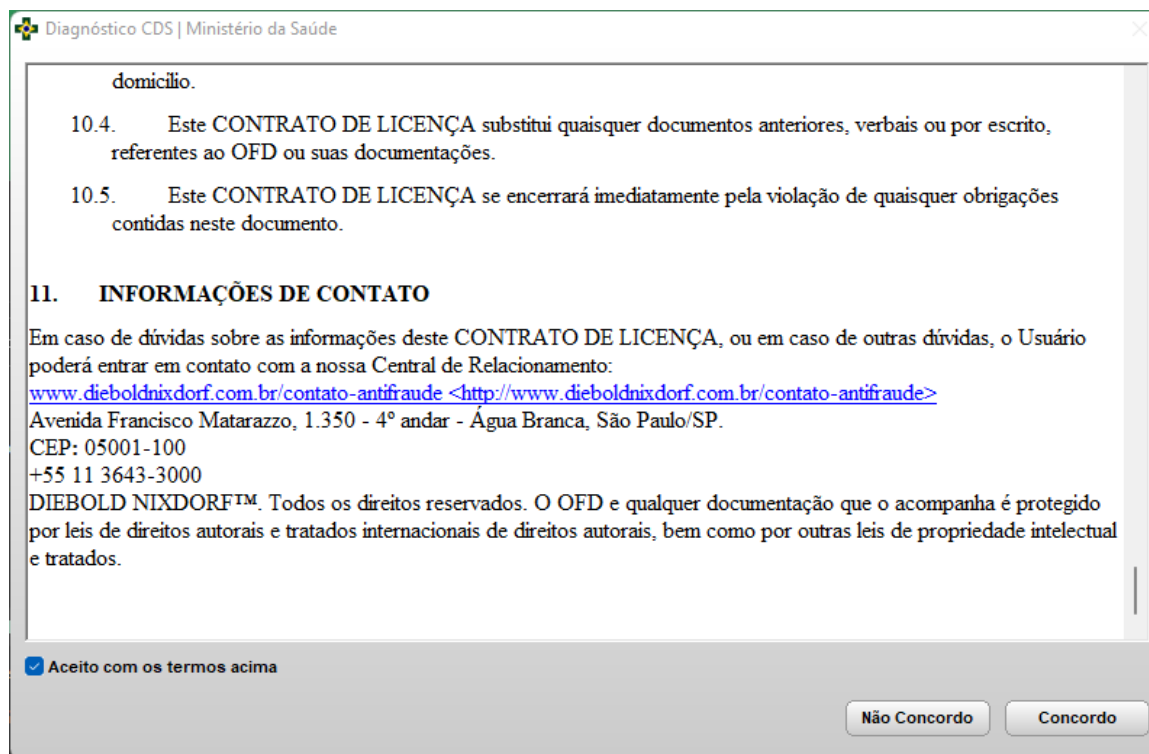 Diagnóstico CDS | Ministério da Saúde
domicílio.
10.4. Este CONTRATO DE LICENÇA substitui quaisquer documentos anteriores, verbais ou por escrito,
referentes ao OFD ou suas documentações.
10.5. Este CONTRATO DE LICENÇA se encerrará imediatamente pela violação de quaisquer obrigações
contidas neste documento.
11. INFORMAÇÕES DE CONTATO
Em caso de dúvidas sobre as informações deste CONTRATO DE LICENÇA, ou em caso de outras dúvidas, o Usuário
poderá entrar em contato com a nossa Central de Relacionamento:
www.dieboldnixdorf.com.br/contato-antifraude <http://www.dieboldnixdorf.com.br/contato-antifraude>
Avenida Francisco Matarazzo, 1.350 - 4º andar - Água Branca, São Paulo/SP.
CEP: 05001-100
+55 11 3643-3000
DIEBOLD NIXDORF™. Todos os direitos reservados. O OFD e qualquer documentação que o acompanha é protegido
por leis de direitos autorais e tratados internacionais de direitos autorais, bem como por outras leis de propriedade intelectual
e tratados.
Aceito com os termos acima
Não Concordo
Concordo